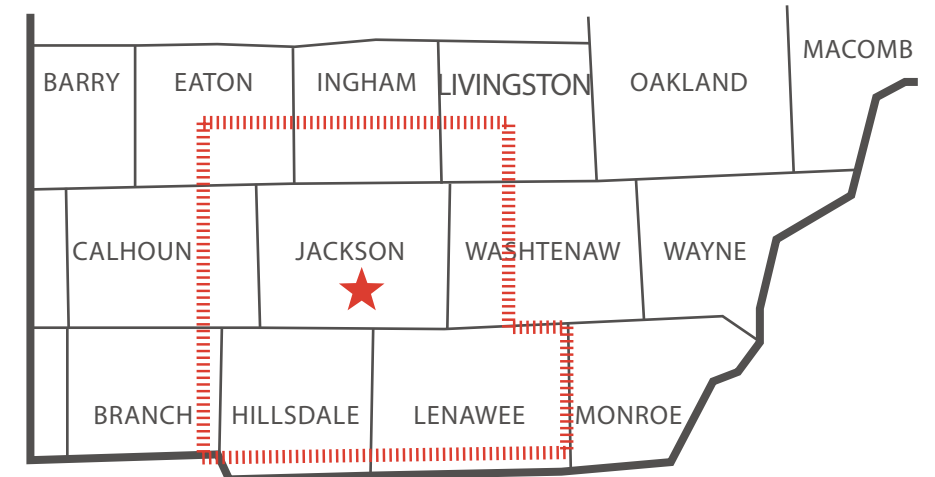 MACOMB
BARRY EATON INGHAM LIVINGSTON OAKLAND
CALHOUN JACKSON WASHTENAW WAYNE
BRANCH HILLSDALE LENAWEE MONROE